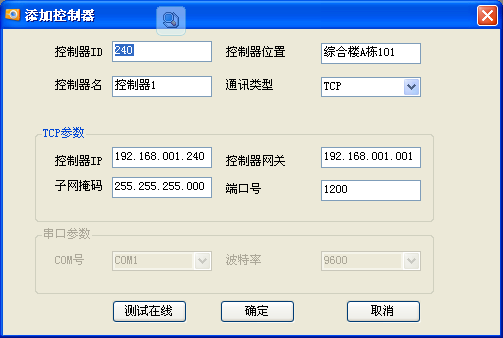 添加控制器
控制器ID 240 控制器位置 综合楼A栋101
控制器名 控制器1 通讯类型 TCP
TCP参数
控制器IP 192.168.001.240 控制器网关 192.168.001.001
子网掩码 255.255.255.000 端口号 1200
串口参数
COM号 COM1 波特率 9600
测试在线 确定 取消